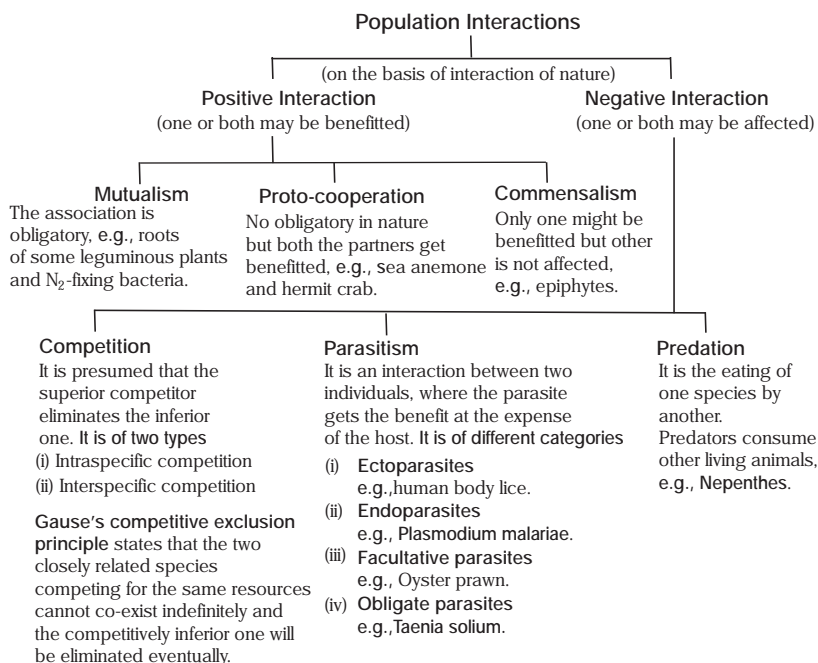 Population Interactions
(on the basis of interaction of nature)
Positive Interaction
(one or both may be benefitted)
Negative Interaction
(one or both may be affected)
Mutualism
The association is
obligatory, e.g., roots
of some leguminous plants
and N₂-fixing bacteria.
Proto-cooperation
No obligatory in nature
but both the partners get
benefitted, e.g., sea anemone
and hermit crab.
Commensalism
Only one might be
benefitted but other
is not affected,
e.g., epiphytes.
Competition
It is presumed that the
superior competitor
eliminates the inferior
one. It is of two types
(i) Intraspecific competition
(ii) Interspecific competition
Gause's competitive exclusion
principle states that the two
closely related species
competing for the same resources
cannot co-exist indefinitely and
the competitively inferior one will
be eliminated eventually.
Parasitism
It is an interaction between two
individuals, where the parasite
gets the benefit at the expense
of the host. It is of different categories
(i) Ectoparasites
e.g.,human body lice.
(ii) Endoparasites
e.g., Plasmodium malariae.
(iii) Facultative parasites
e.g., Oyster prawn.
(iv) Obligate parasites
e.g.,Taenia solium.
Predation
It is the eating of
one species by
another.
Predators consume
other living animals,
e.g., Nepenthes.